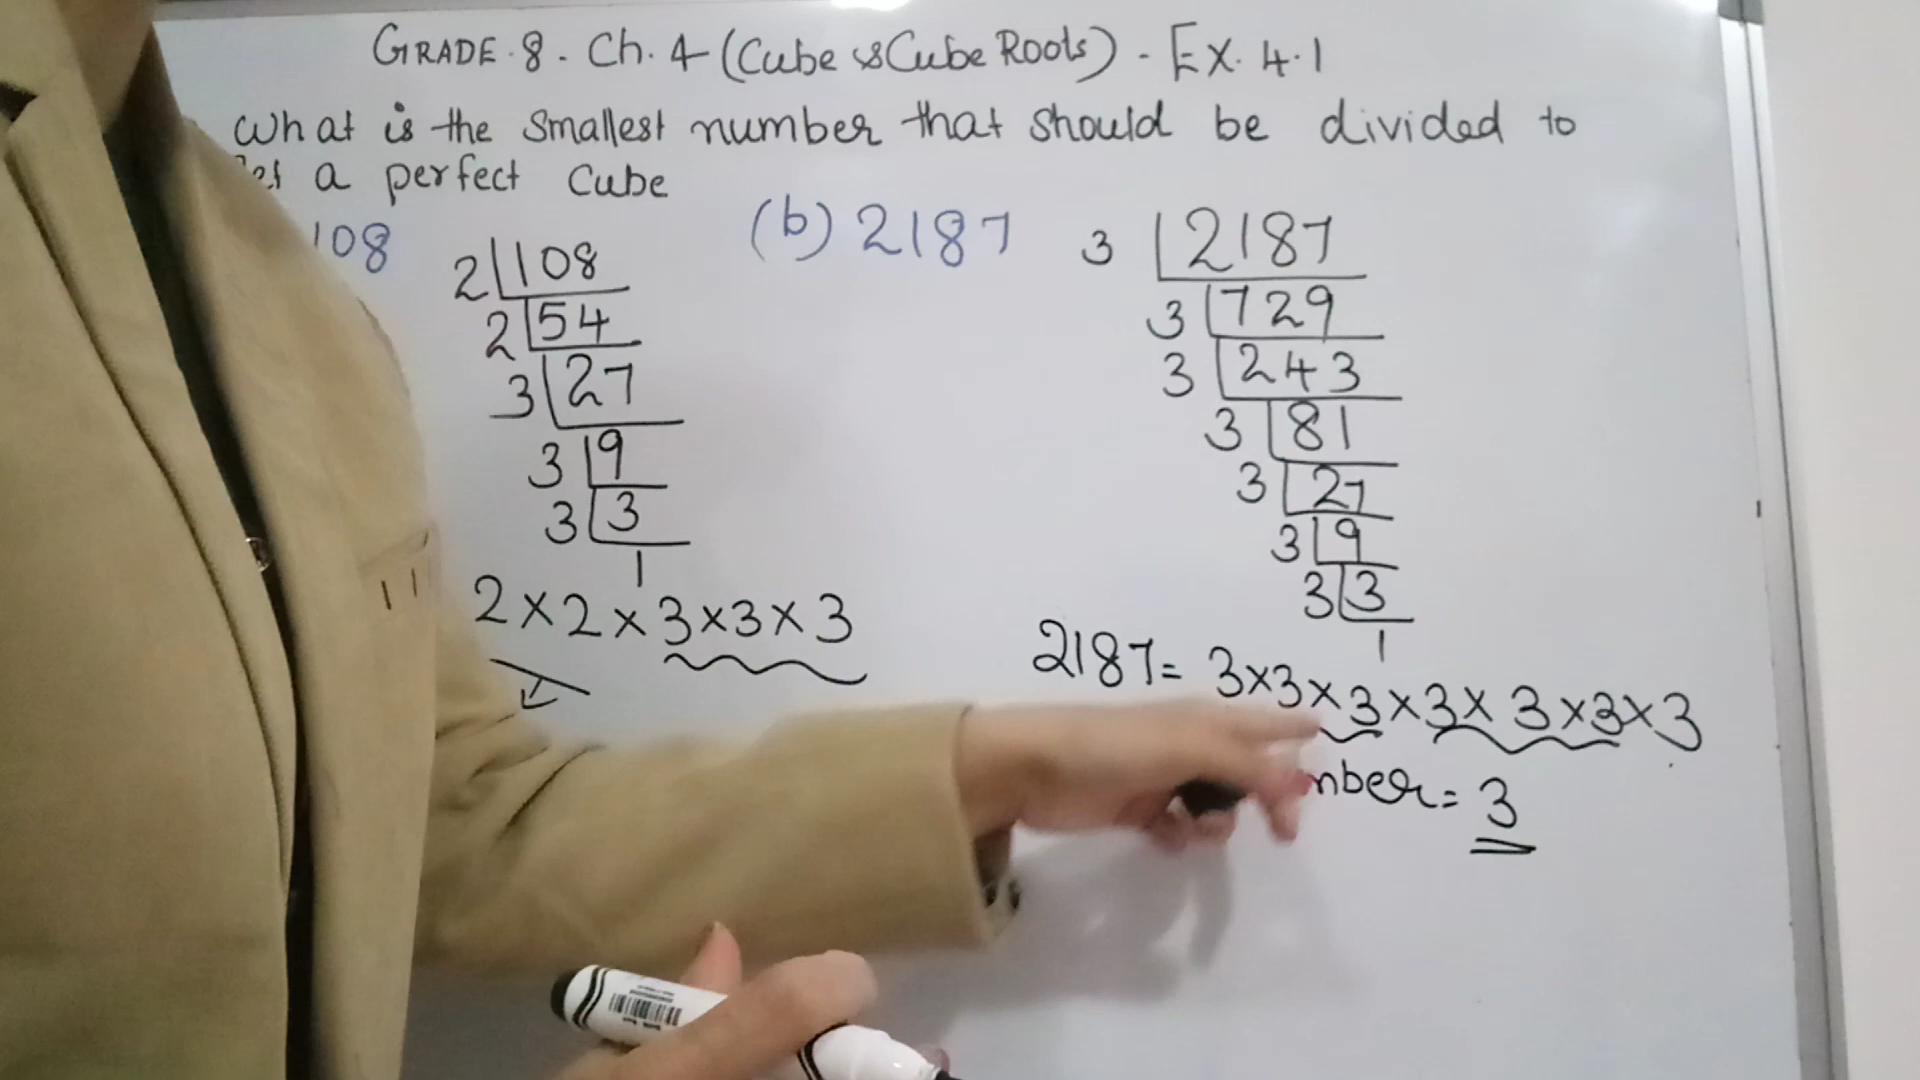 GRADE.8 - Ch. 4 (Cube & Cube Roots) - Ex. 4.1
What is the smallest number that should be divided to
a perfect cube
108
2 108
2 54
3 27
3 9
3 3
1
2 × 2 × 3 × 3 × 3
(b) 2187
3 2187
3 729
3 243
3 81
3 27
3 9
3 3
1
2187 = 3×3×3×3×3×3×3
mber = 3